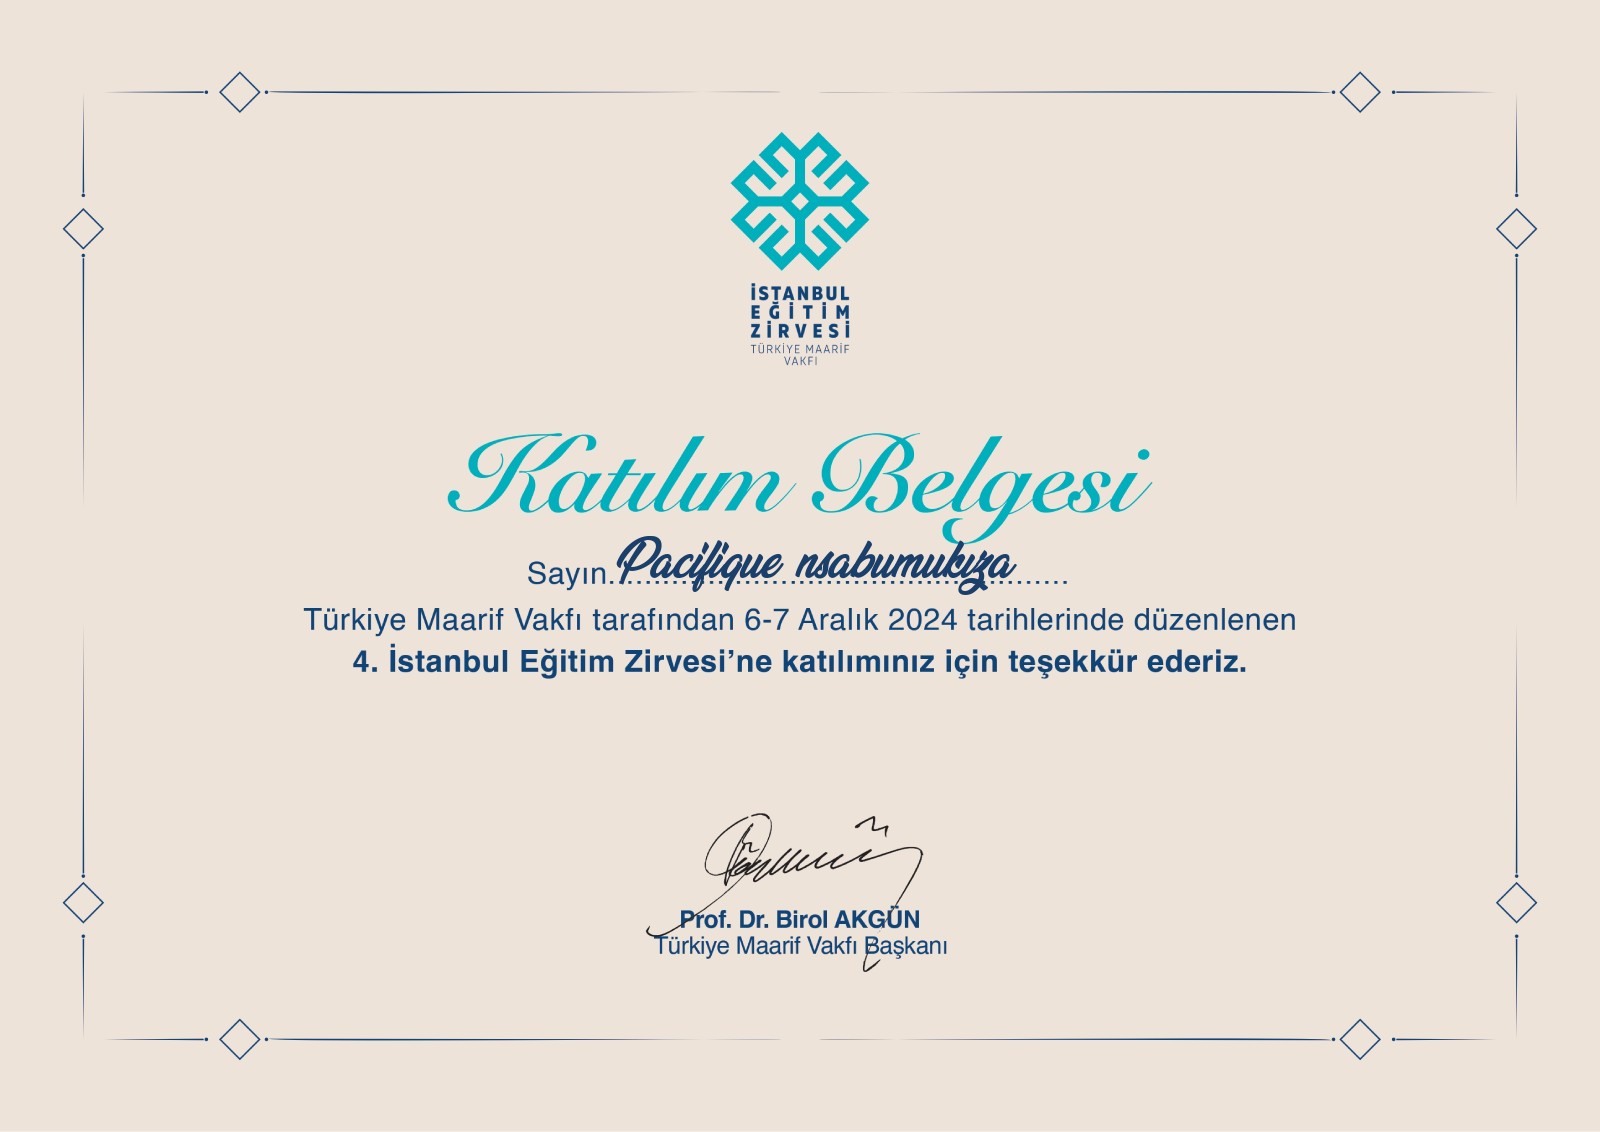 İSTANBUL
EĞİTİM
ZİRVESİ
TÜRKİYE MAARİF
VAKFI
Katılım Belgesi
Sayın Pacifique nsabumukıza
Türkiye Maarif Vakfı tarafından 6-7 Aralık 2024 tarihlerinde düzenlenen
4. İstanbul Eğitim Zirvesi’ne katılımınız için teşekkür ederiz.
Prof. Dr. Birol AKGÜN
Türkiye Maarif Vakfı Başkanı